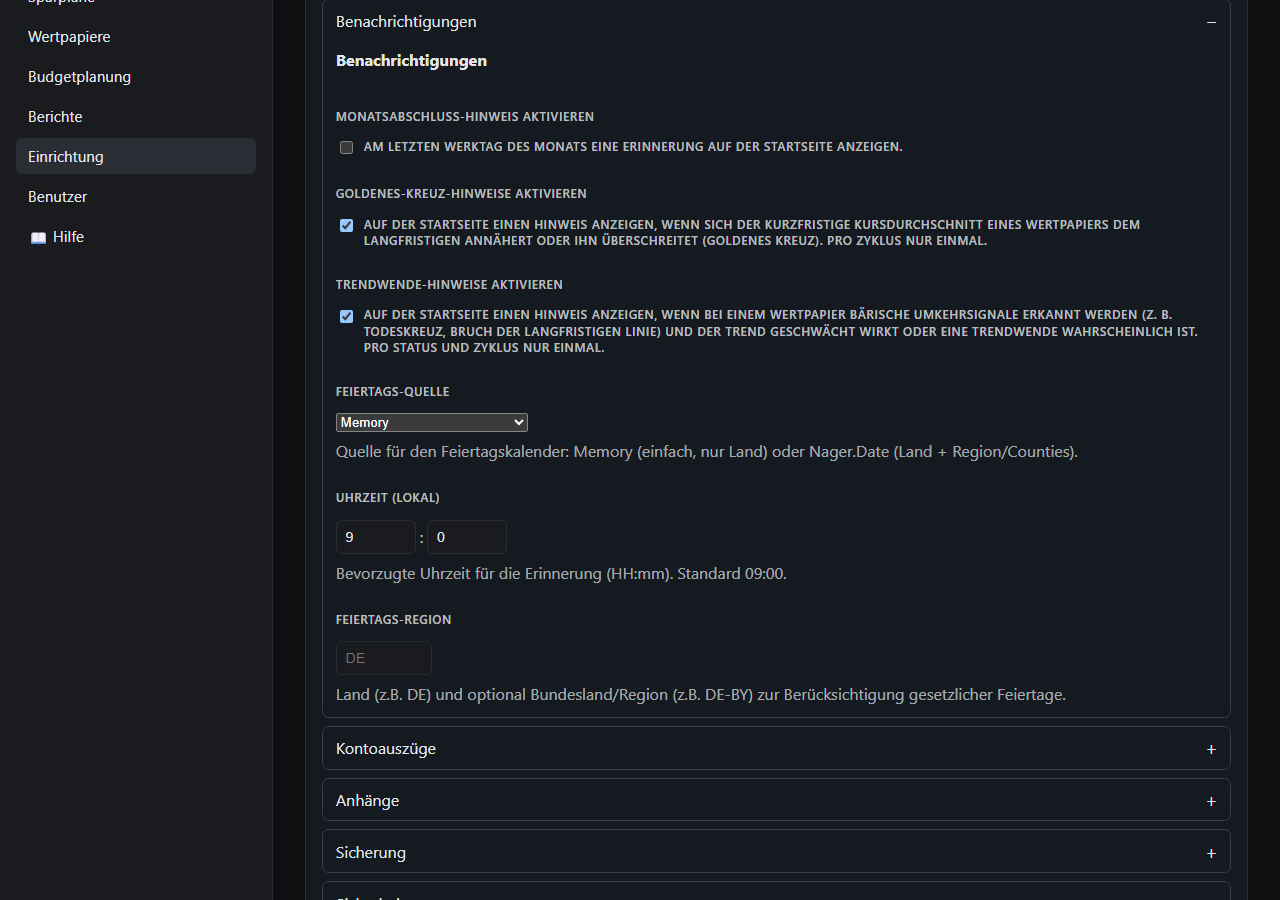 Wertpapiere
Budgetplanung
Berichte
Einrichtung
Benutzer
Hilfe
Benachrichtigungen
Benachrichtigungen
MONATSABSCHLUSS-HINWEIS AKTIVIEREN
AM LETZTEN WERKTAG DES MONATS EINE ERINNERUNG AUF DER STARTSEITE ANZEIGEN.
GOLDENES-KREUZ-HINWEISE AKTIVIEREN
AUF DER STARTSEITE EINEN HINWEIS ANZEIGEN, WENN SICH DER KURZFRISTIGE KURSDURCHSCHNITT EINES WERTPAPIERS DEM
LANGFRISTIGEN ANNÄHERT ODER IHN ÜBERSCHREITET (GOLDENES KREUZ). PRO ZYKLUS NUR EINMAL.
TRENDWENDE-HINWEISE AKTIVIEREN
AUF DER STARTSEITE EINEN HINWEIS ANZEIGEN, WENN BEI EINEM WERTPAPIER BÄRISCHE UMKEHRSIGNALE ERKANNT WERDEN (Z. B.
TODESKREUZ, BRUCH DER LANGFRISTIGEN LINIE) UND DER TREND GESCHWÄCHT WIRKT ODER EINE TRENDWENDE WAHRSCHEINLICH IST.
PRO STATUS UND ZYKLUS NUR EINMAL.
FEIERTAGS-QUELLE
Memory
Quelle für den Feiertagskalender: Memory (einfach, nur Land) oder Nager.Date (Land + Region/Counties).
UHRZEIT (LOKAL)
9 : 0
Bevorzugte Uhrzeit für die Erinnerung (HH:mm). Standard 09:00.
FEIERTAGS-REGION
DE
Land (z.B. DE) und optional Bundesland/Region (z.B. DE-BY) zur Berücksichtigung gesetzlicher Feiertage.
Kontoauszüge
Anhänge
Sicherung